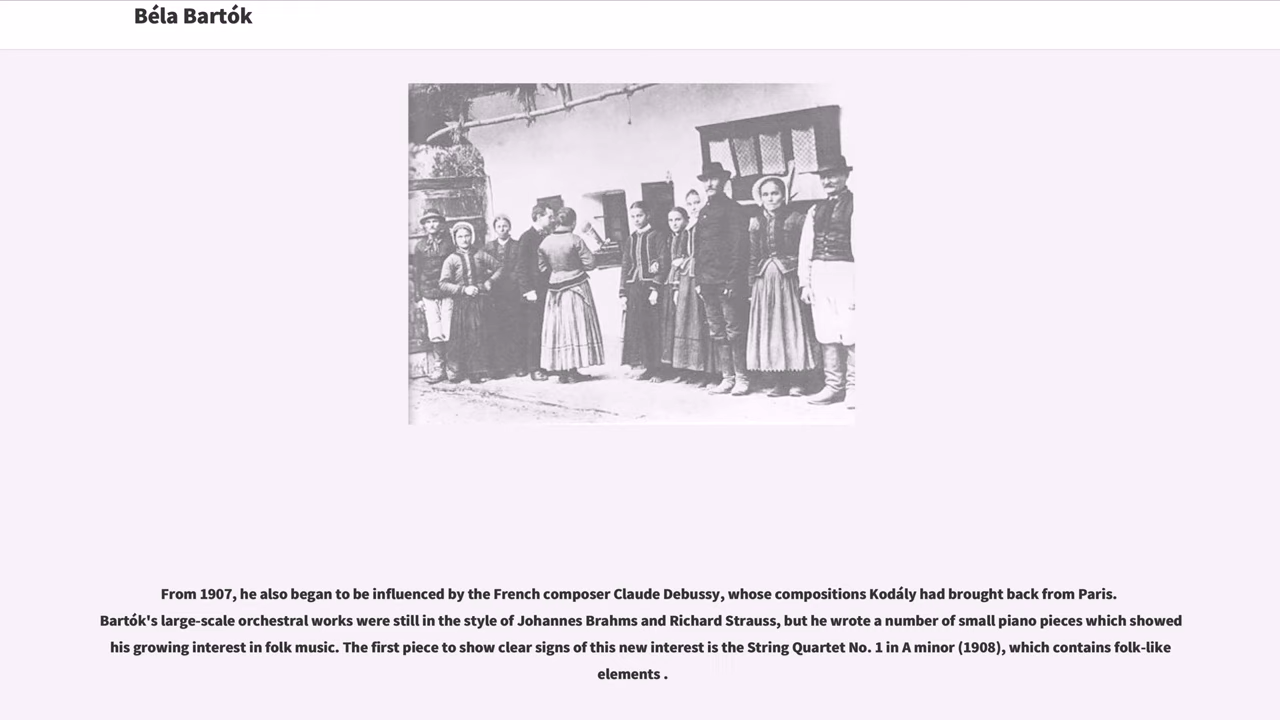 Béla Bartók
From 1907, he also began to be influenced by the French composer Claude Debussy, whose compositions Kodály had brought back from Paris.
Bartók's large-scale orchestral works were still in the style of Johannes Brahms and Richard Strauss, but he wrote a number of small piano pieces which showed
his growing interest in folk music. The first piece to show clear signs of this new interest is the String Quartet No. 1 in A minor (1908), which contains folk-like
elements .